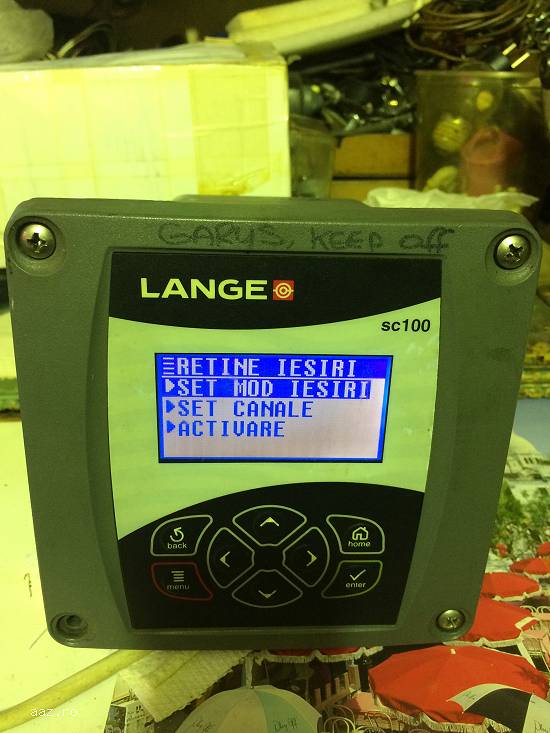 GARYS, KEEP off
LANGE
sc100
RETINE IESIRI
SET MOD IESIRI
SET CANALE
ACTIVARE
back
home
menu
enter
aaz.ro